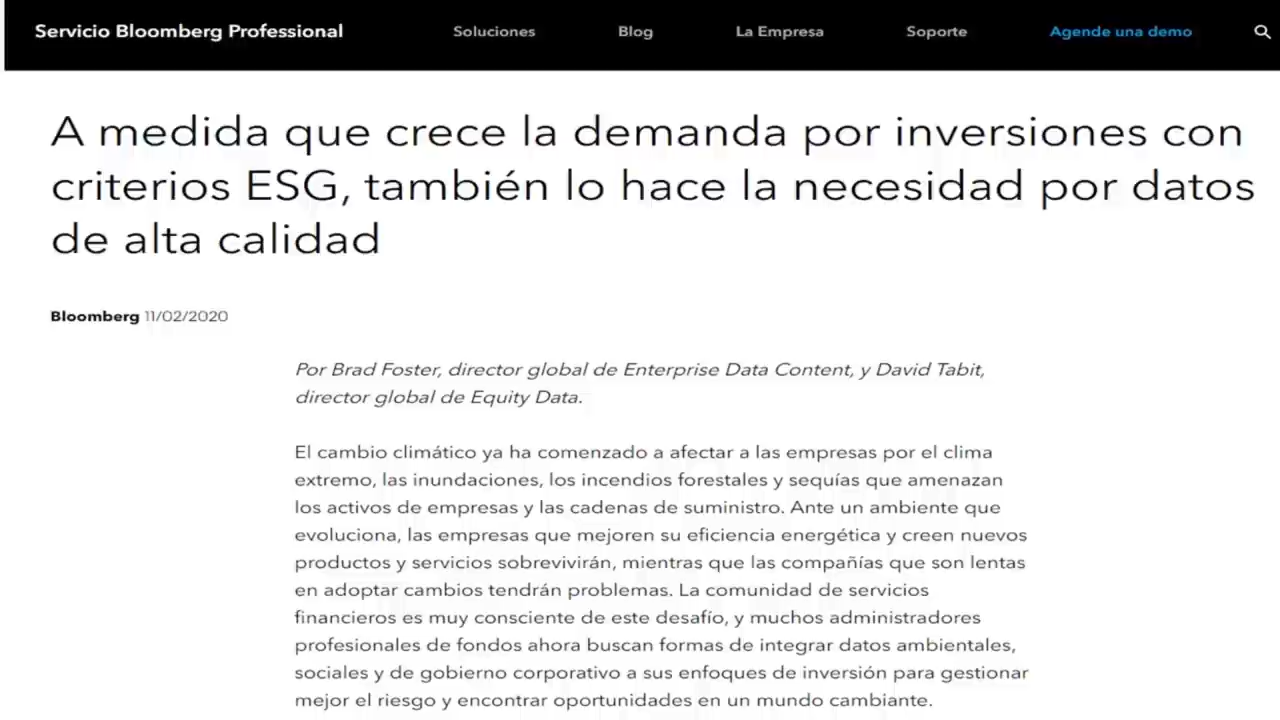 Servicio Bloomberg Professional Soluciones Blog La Empresa Soporte Agende una demo
A medida que crece la demanda por inversiones con
criterios ESG, también lo hace la necesidad por datos
de alta calidad
Bloomberg 11/02/2020
Por Brad Foster, director global de Enterprise Data Content, y David Tabit,
director global de Equity Data.
El cambio climático ya ha comenzado a afectar a las empresas por el clima
extremo, las inundaciones, los incendios forestales y sequías que amenazan
los activos de empresas y las cadenas de suministro. Ante un ambiente que
evoluciona, las empresas que mejoren su eficiencia energética y creen nuevos
productos y servicios sobrevivirán, mientras que las compañías que son lentas
en adoptar cambios tendrán problemas. La comunidad de servicios
financieros es muy consciente de este desafío, y muchos administradores
profesionales de fondos ahora buscan formas de integrar datos ambientales,
sociales y de gobierno corporativo a sus enfoques de inversión para gestionar
mejor el riesgo y encontrar oportunidades en un mundo cambiante.